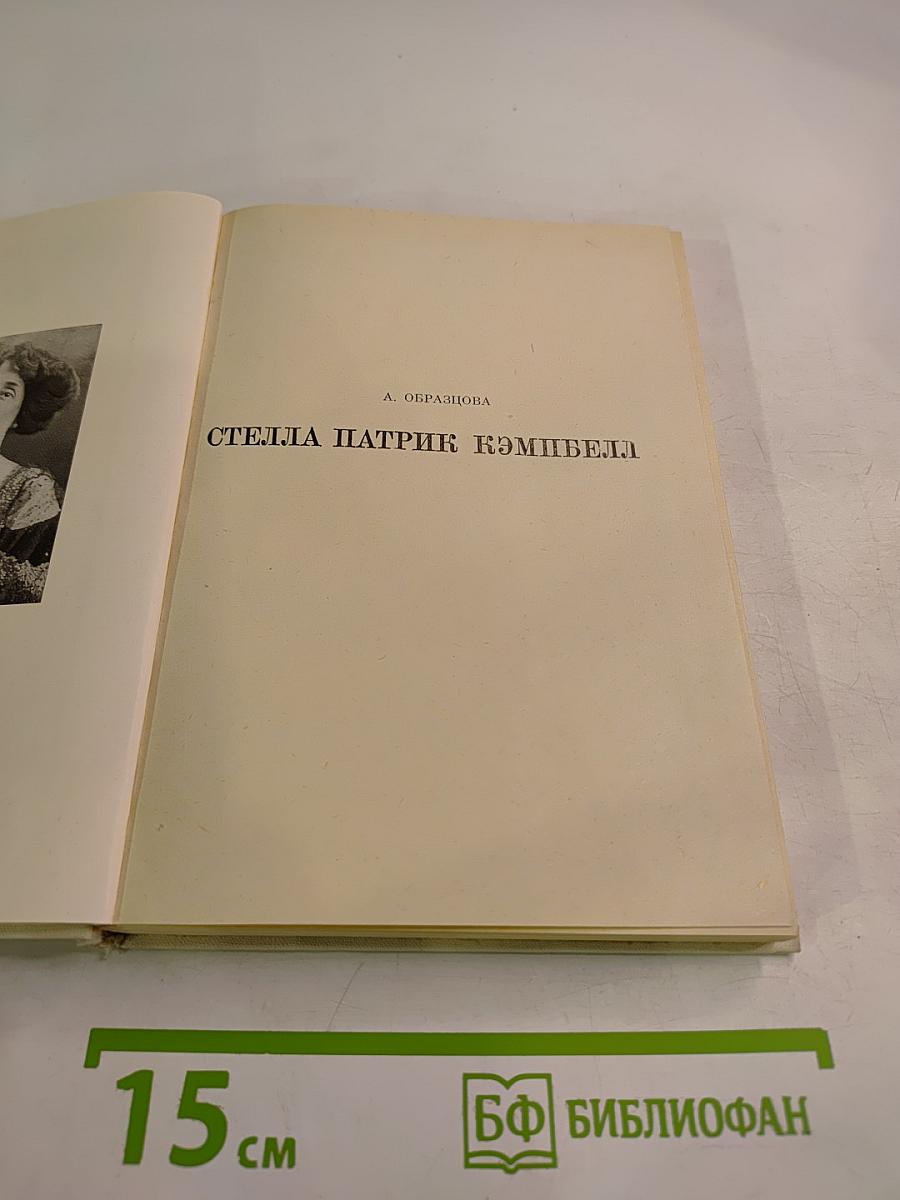 А. ОБРАЗЦОВА
СТЕЛЛА ПАТРИК КЭМПБЕЛЛ
15 см
БФ БИБЛИОФАН